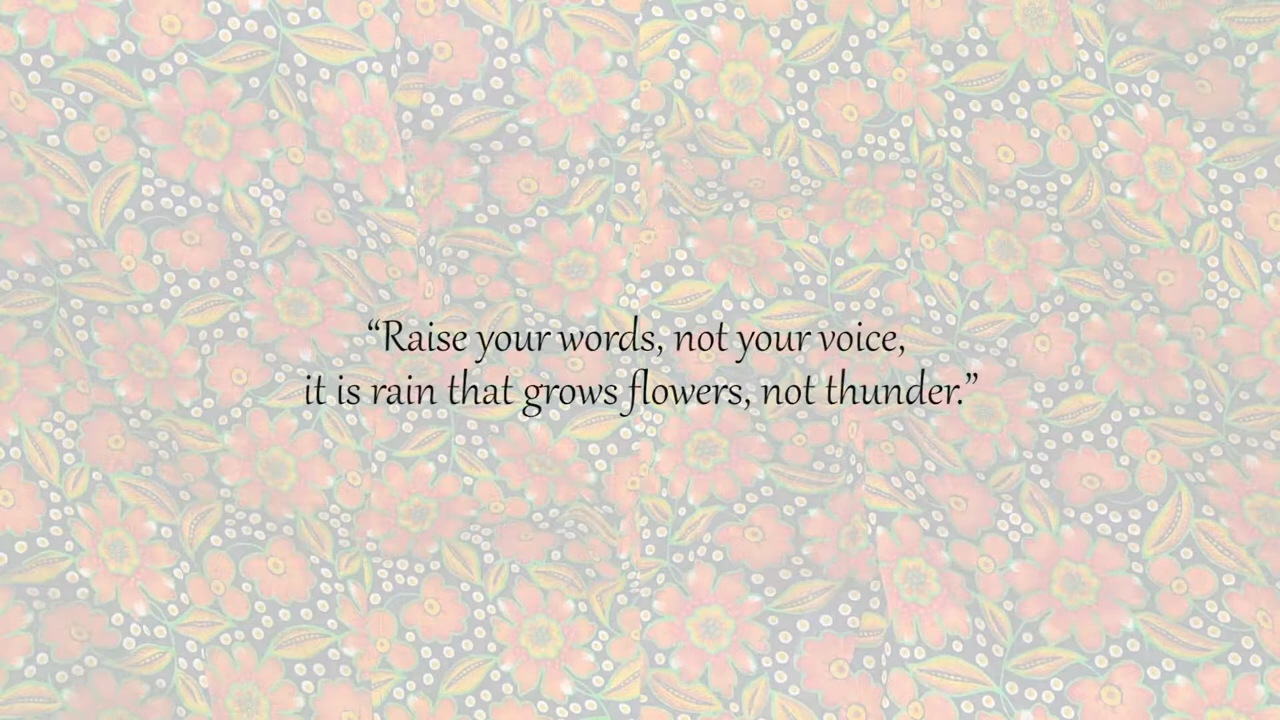 “Raise your words, not your voice,
it is rain that grows flowers, not thunder.”